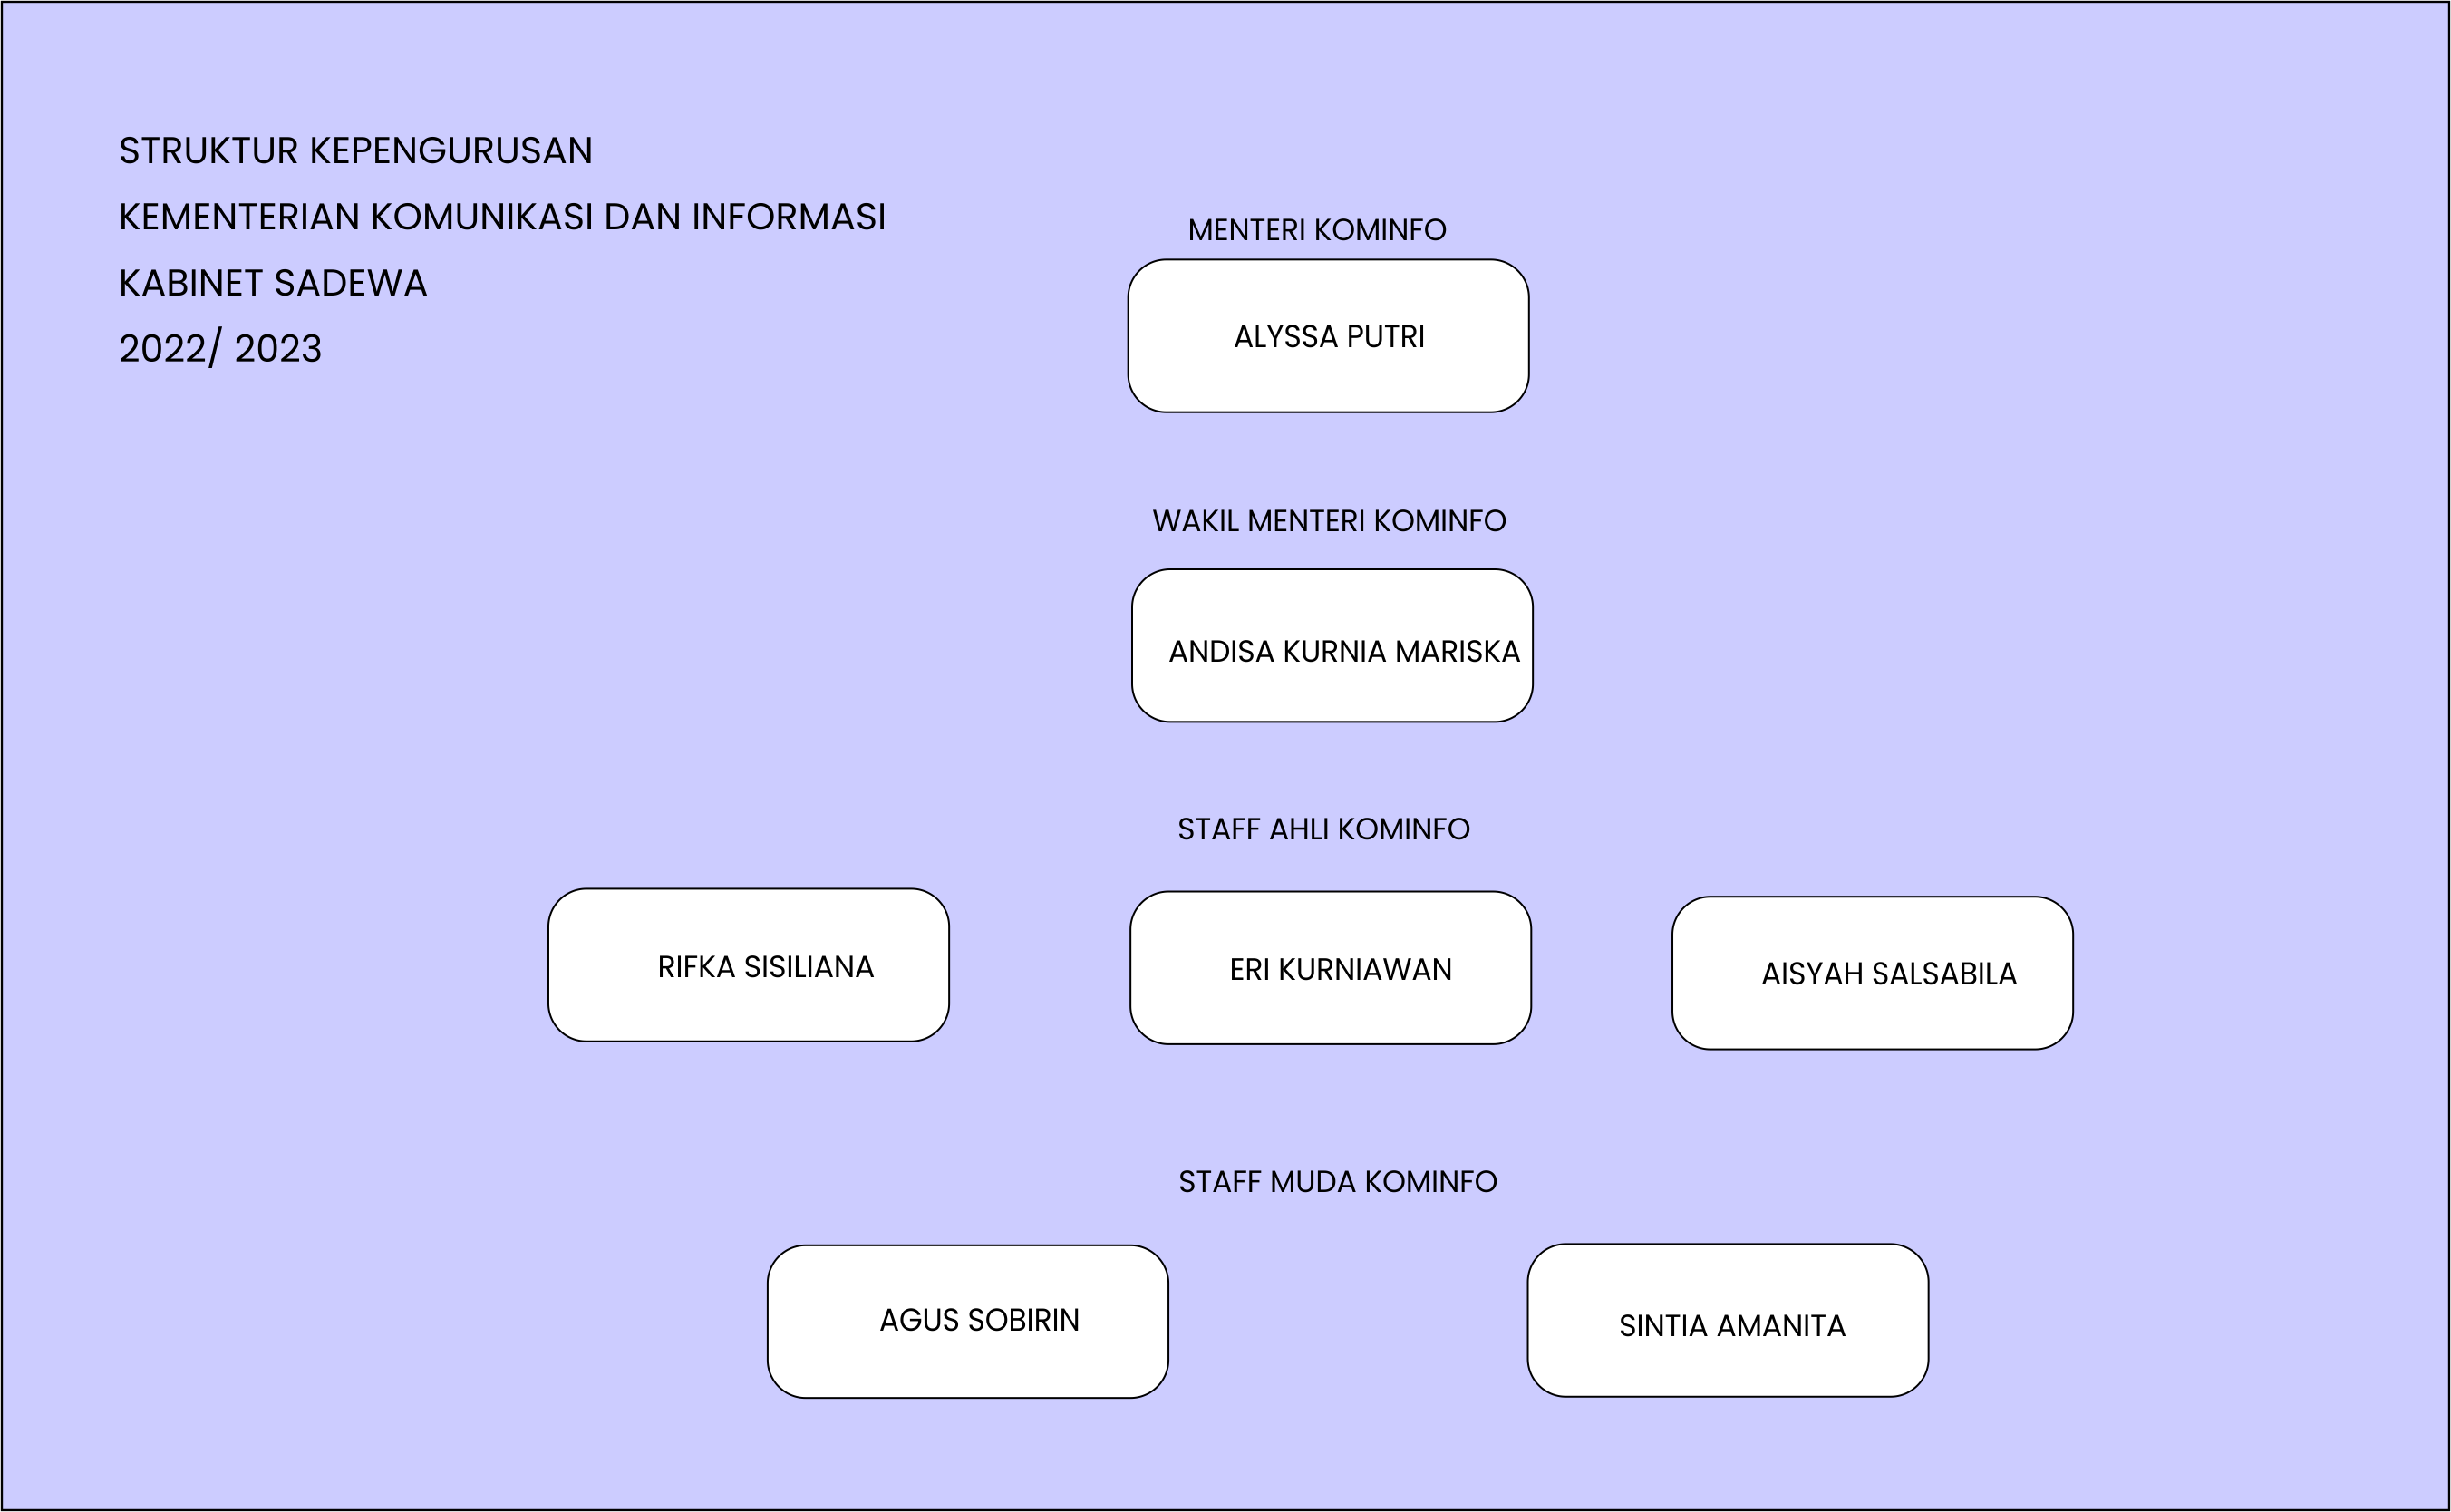 STRUKTUR KEPENGURUSAN
KEMENTERIAN KOMUNIKASI DAN INFORMASI
KABINET SADEWA
2022/ 2023
MENTERI KOMINFO
ALYSSA PUTRI
WAKIL MENTERI KOMINFO
ANDISA KURNIA MARISKA
STAFF AHLI KOMINFO
RIFKA SISILIANA
ERI KURNIAWAN
AISYAH SALSABILA
STAFF MUDA KOMINFO
AGUS SOBIRIN
SINTIA AMANITA